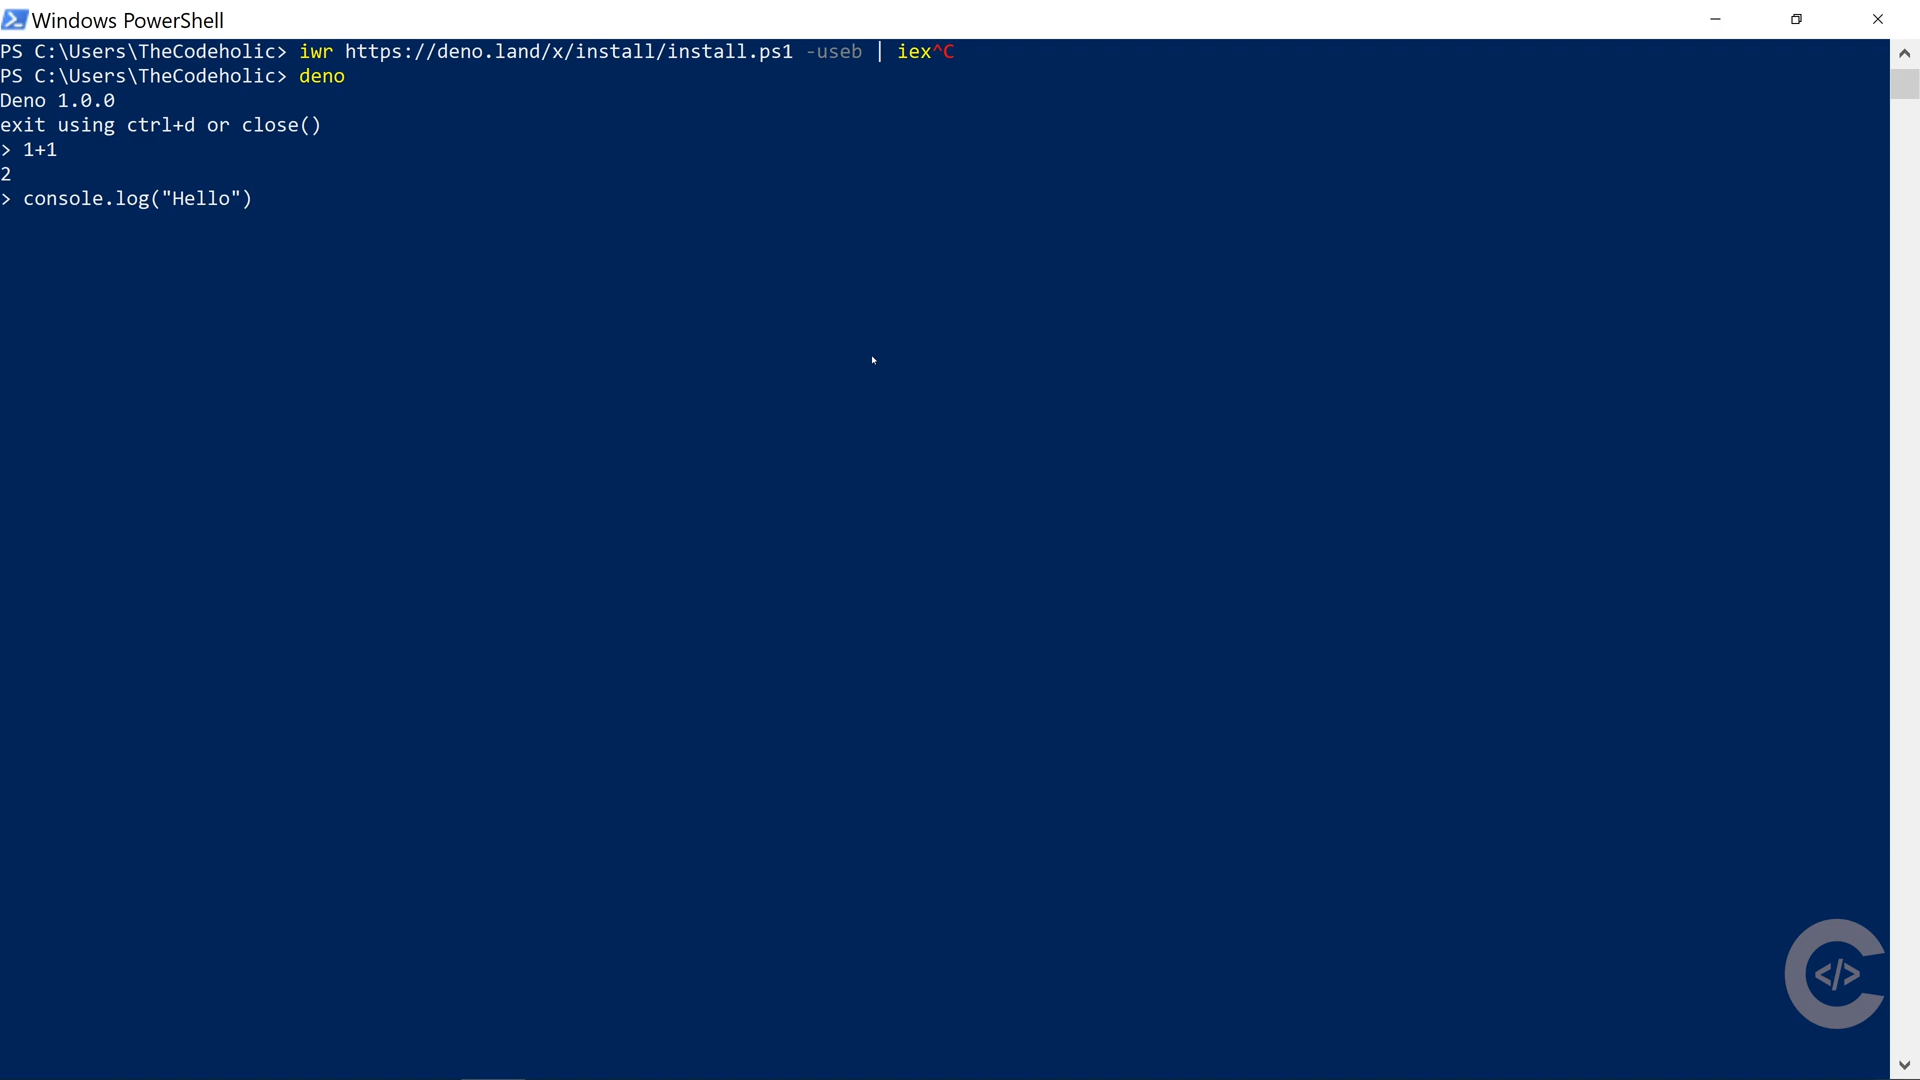 Windows PowerShell
PS C:\Users\TheCodeholic> iwr https://deno.land/x/install/install.ps1 -useb | iex^C
PS C:\Users\TheCodeholic> deno
Deno 1.0.0
exit using ctrl+d or close()
> 1+1
2
> console.log("Hello")